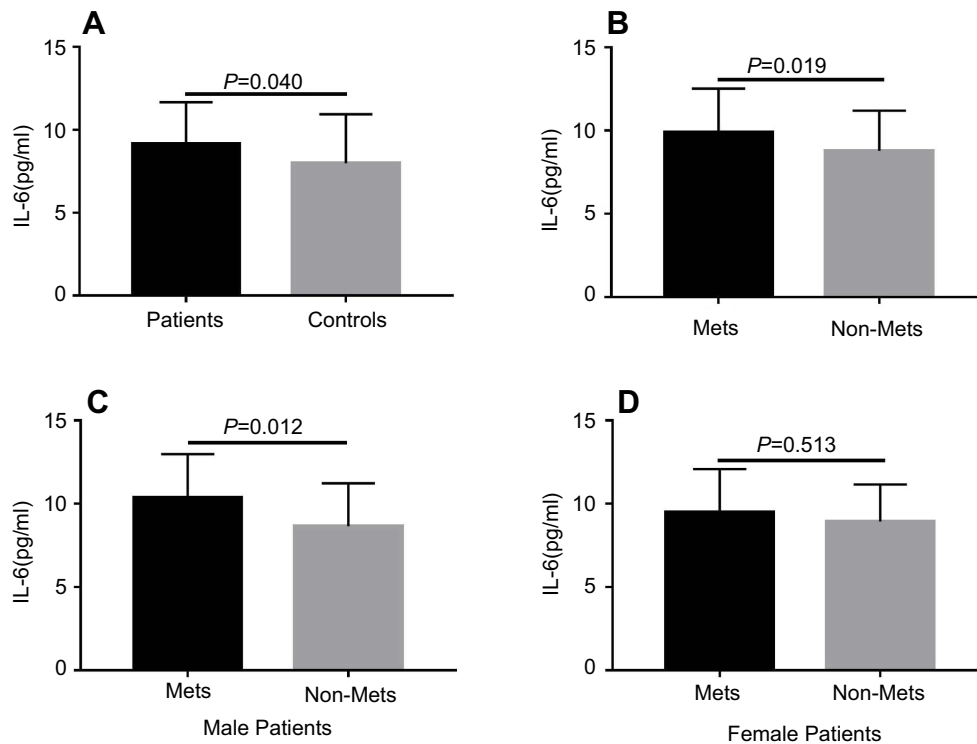 A
15
10
5
0
IL-6(pg/ml)
P=0.040
Patients
Controls
B
15
10
5
0
IL-6(pg/ml)
P=0.019
Mets
Non-Mets
C
15
10
5
0
IL-6(pg/ml)
P=0.012
Mets
Non-Mets
Male Patients
D
15
10
5
0
IL-6(pg/ml)
P=0.513
Mets
Non-Mets
Female Patients